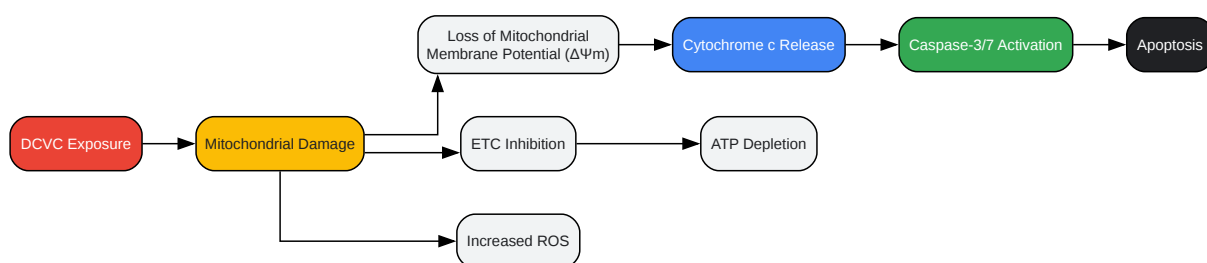 Loss of Mitochondrial
Membrane Potential (ΔΨm)
Cytochrome c Release
Caspase-3/7 Activation
Apoptosis
DCVC Exposure
Mitochondrial Damage
ETC Inhibition
ATP Depletion
Increased ROS